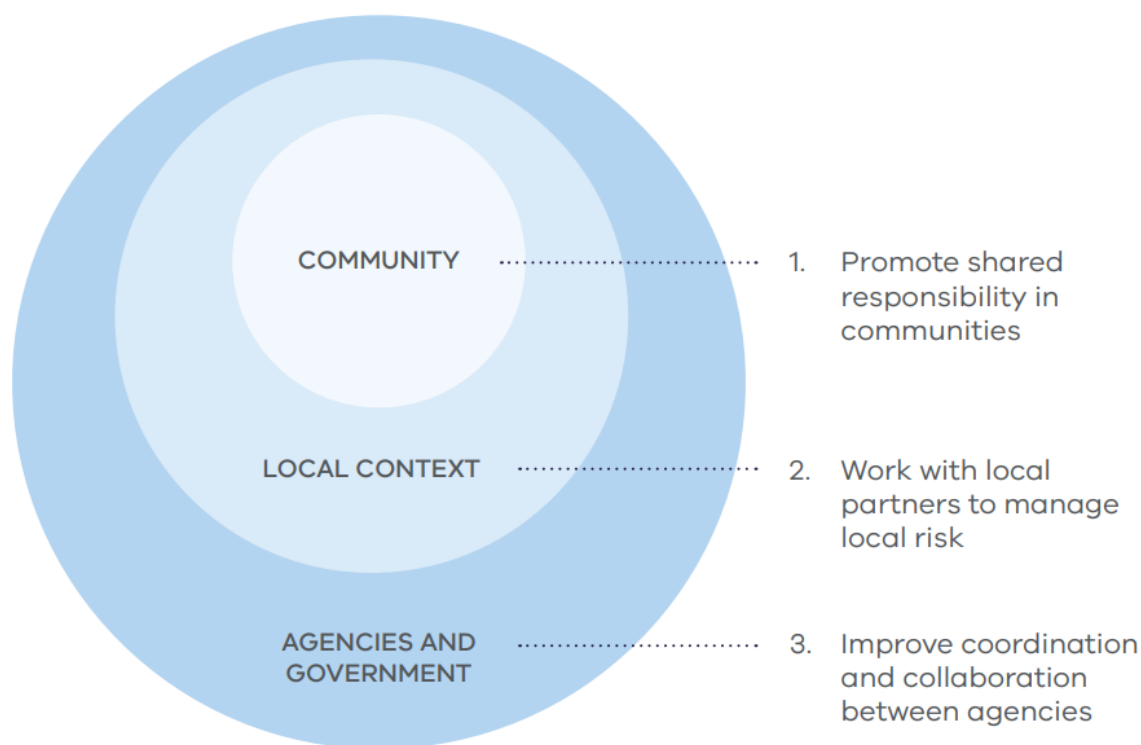 COMMUNITY
1. Promote shared
responsibility in
communities
LOCAL CONTEXT
2. Work with local
partners to manage
local risk
AGENCIES AND
GOVERNMENT
3. Improve coordination
and collaboration
between agencies